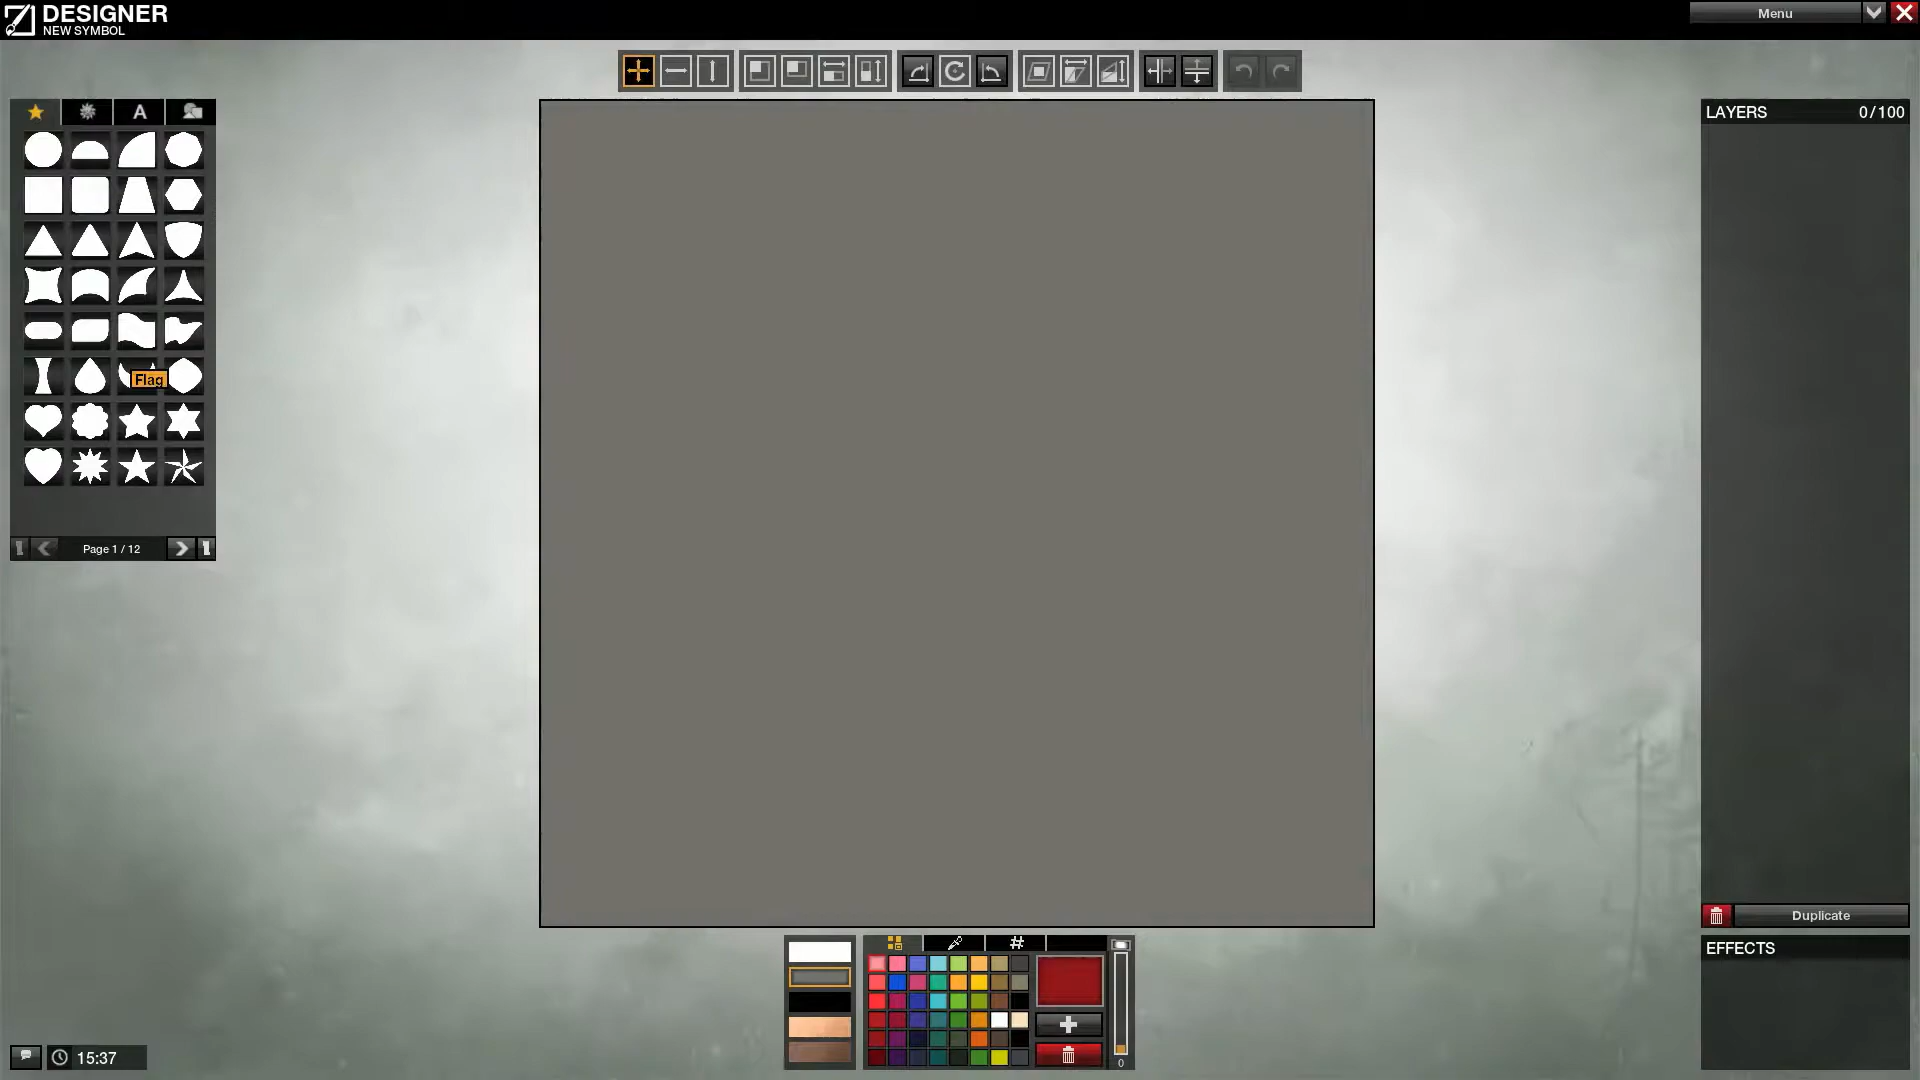 DESIGNER
NEW SYMBOL
Menu
A
LAYERS 0/100
Flag
Page 1 / 12
Duplicate
#
EFFECTS
0
15:37